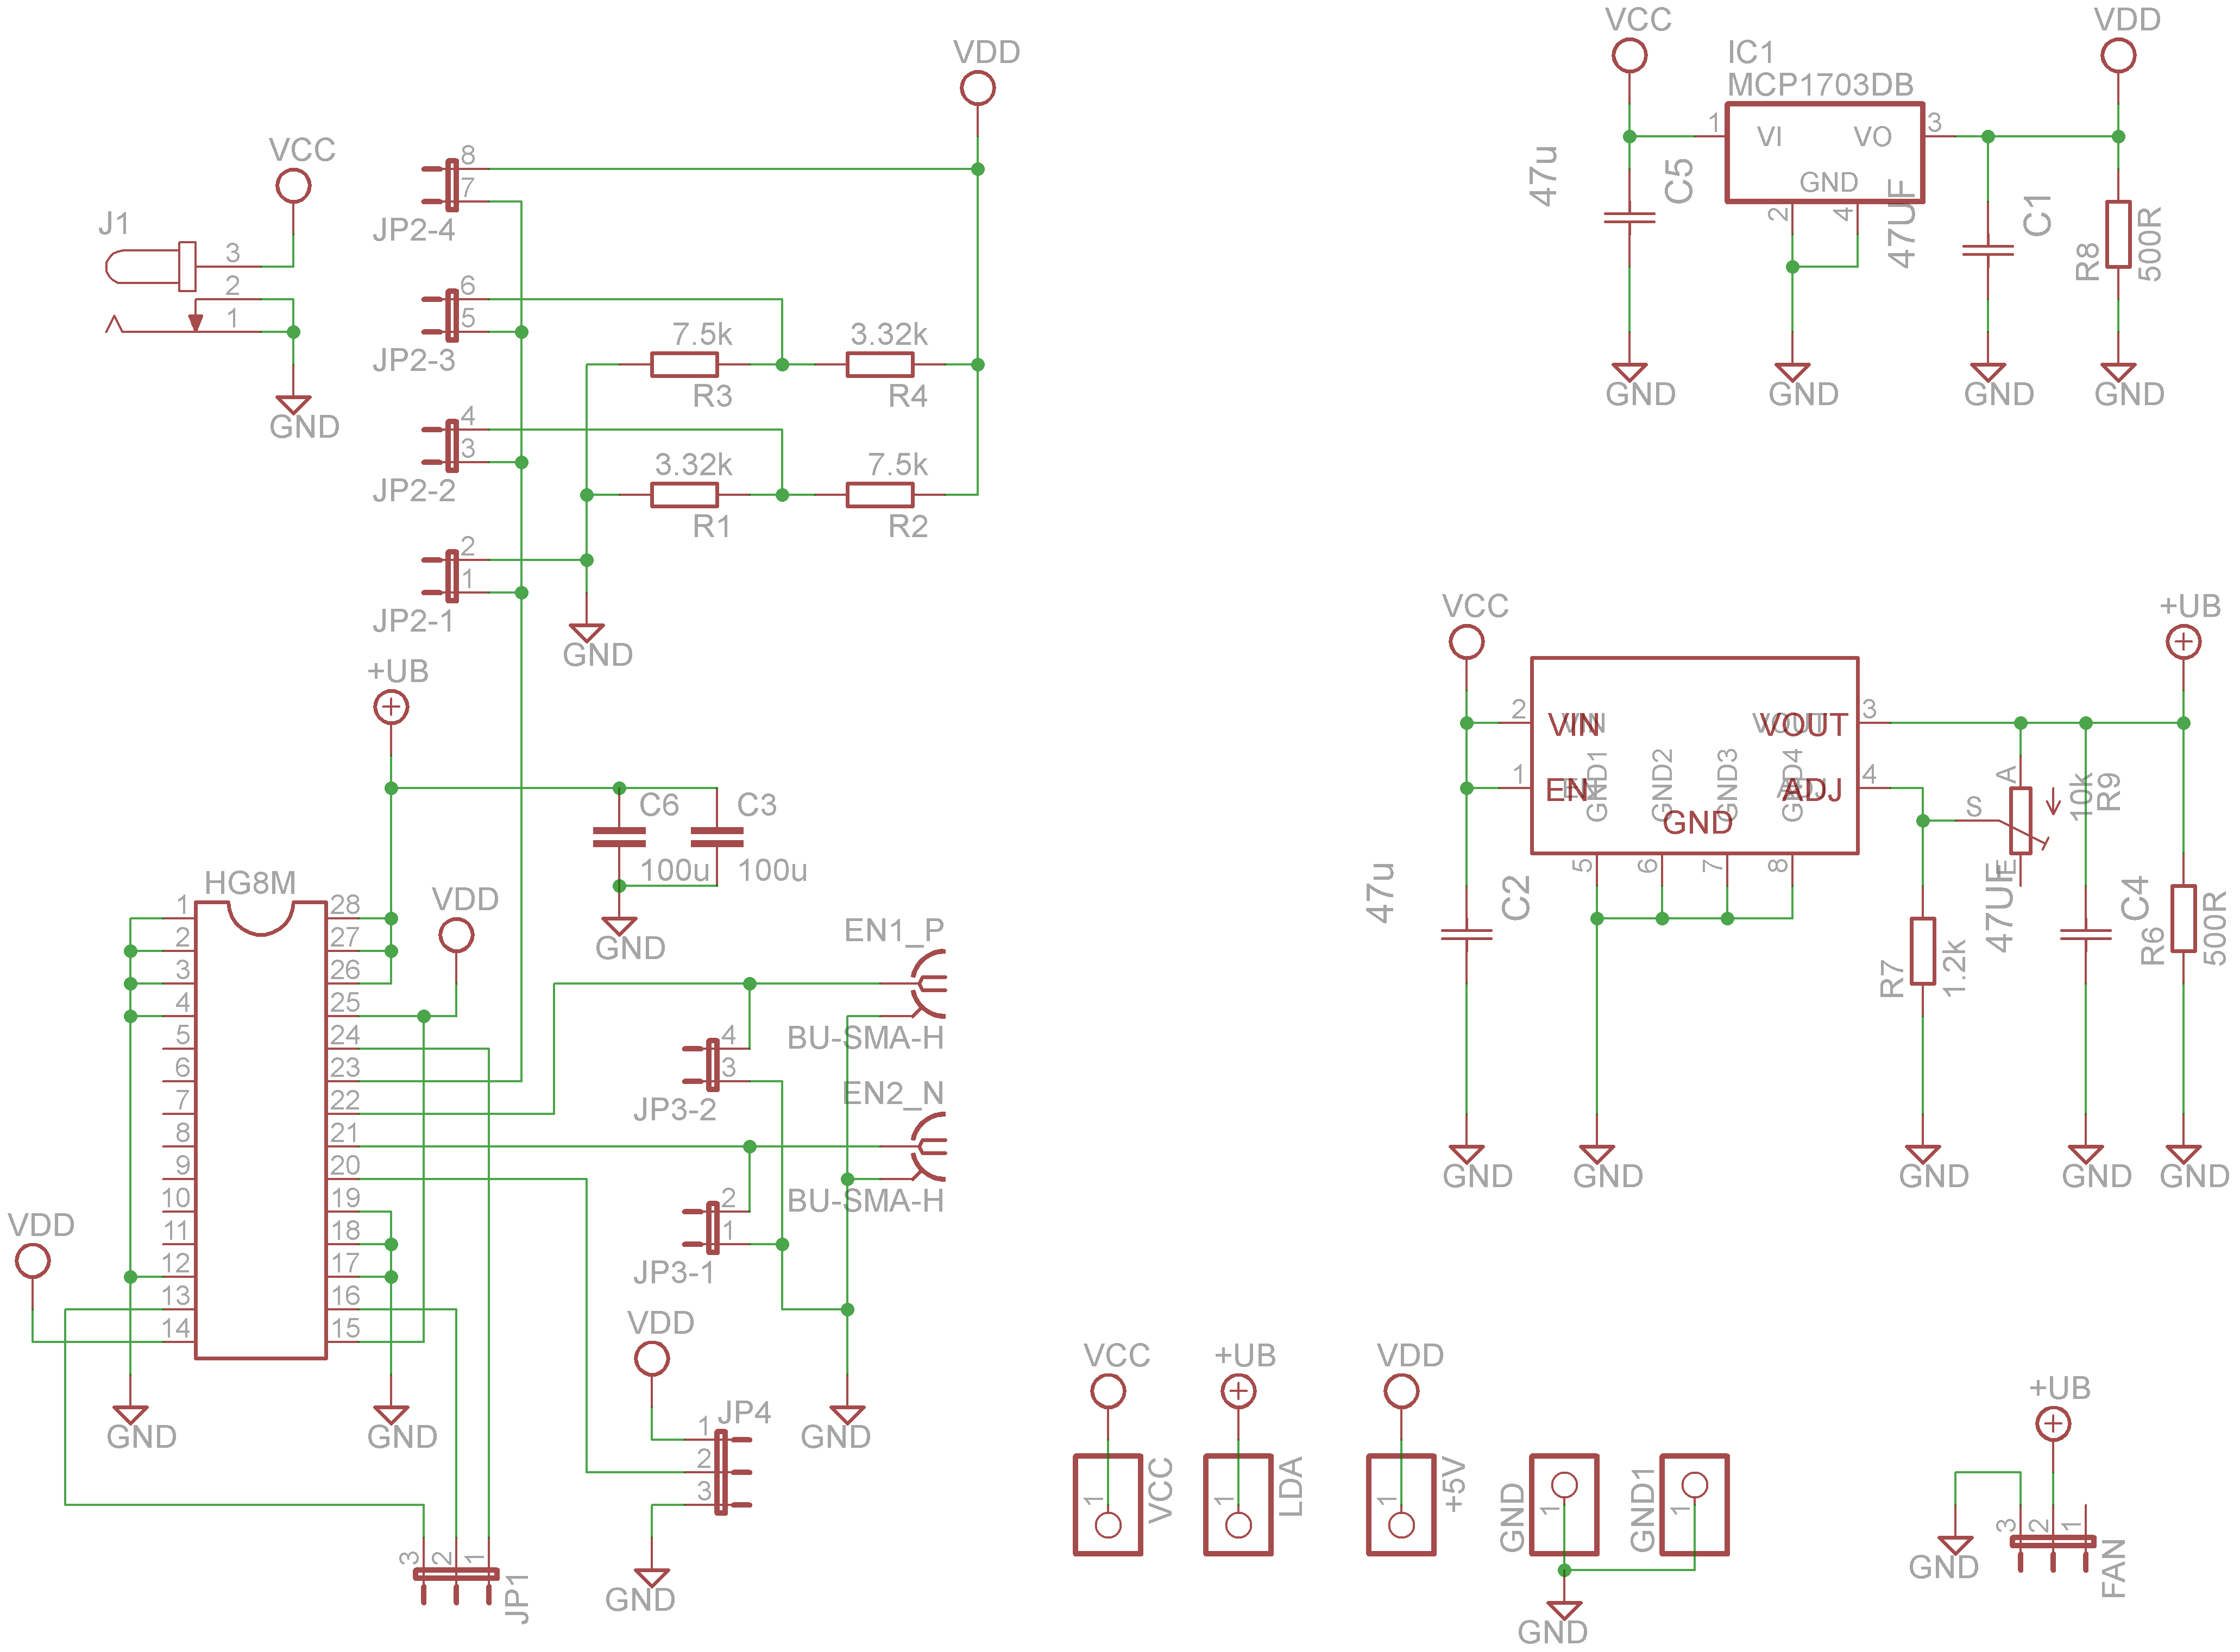 VDD
VCC
J1
3
2
1
GND
8
7
JP2-4
6
5
JP2-3
4
3
JP2-2
2
1
JP2-1
7.5k
R3
3.32k
R4
3.32k
R1
7.5k
R2
GND
VCC
47u
C5
IC1
MCP1703DB
1
VI
VO
3
GND
2
4
47UF
C1
VDD
R8
500R
GND
GND
GND
GND
+UB
C6
100u
C3
100u
GND
HG8M
1
2
3
4
5
6
7
8
9
10
11
12
13
14
28
27
26
25
24
23
22
21
20
19
18
17
16
15
VDD
VDD
GND
GND
EN1_P
BU-SMA-H
4
3
JP3-2
EN2_N
BU-SMA-H
2
1
JP3-1
GND
VDD
JP4
1
2
3
GND
3
2
1
JP1
VCC
2
VIN
VIN
1
EN
EN
VOUT
VOUT
3
ADJ
ADJ
4
GND1
GND2
GND3
GND4
GND
5
6
7
8
47u
C2
+UB
A
S
E
10k
R9
R7
1.2k
47UF
C4
R6
500R
GND
GND
GND
GND
GND
VCC
1
VCC
+UB
1
LDA
VDD
1
+5V
GND
1
GND1
1
GND
+UB
3
2
1
FAN
GND